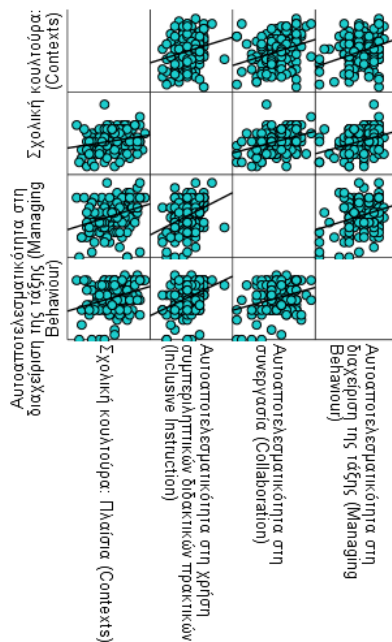 Σχολική κουλτούρα:
(Contexts)
Αυτοαποτελεσματικότητα στη
διαχείριση της τάξης (Managing
Behaviour)
Σχολική κουλτούρα: Πλαίσια (Contexts)
Αυτοαποτελεσματικότητα στη χρήση
συμπεριληπτικών διδακτικών πρακτικών
(Inclusive Instruction)
Αυτοαποτελεσματικότητα στη
συνεργασία (Collaboration)
Αυτοαποτελεσματικότητα στη
διαχείριση της τάξης (Managing
Behaviour)